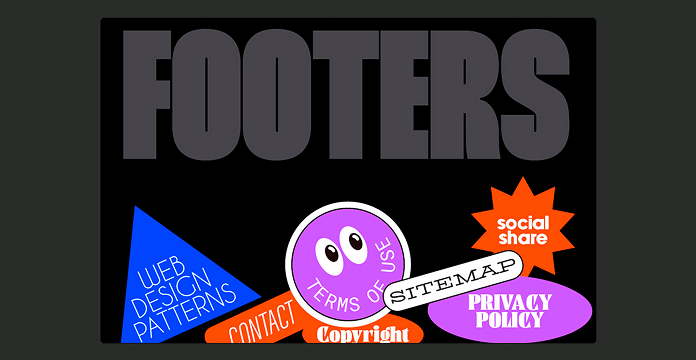 FOOTERS
social
share
WEB
DESIGN
PATTERNS
TERMS OF USE
SITEMAP
PRIVACY
POLICY
CONTACT
Copyright